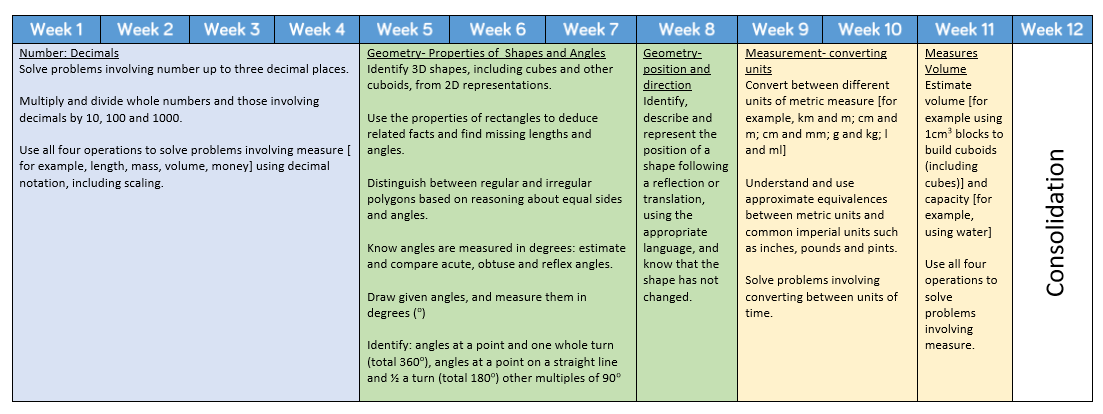 Week 1 Week 2 Week 3 Week 4 Week 5 Week 6 Week 7 Week 8 Week 9 Week 10 Week 11 Week 12
Number: Decimals
Solve problems involving number up to three decimal places.
Multiply and divide whole numbers and those involving
decimals by 10, 100 and 1000.
Use all four operations to solve problems involving measure [
for example, length, mass, volume, money] using decimal
notation, including scaling.
Geometry- Properties of  Shapes and Angles
Identify 3D shapes, including cubes and other
cuboids, from 2D representations.
Use the properties of rectangles to deduce
related facts and find missing lengths and
angles.
Distinguish between regular and irregular
polygons based on reasoning about equal sides
and angles.
Know angles are measured in degrees: estimate
and compare acute, obtuse and reflex angles.
Draw given angles, and measure them in
degrees (°)
Identify: angles at a point and one whole turn
(total 360°), angles at a point on a straight line
and ½ a turn (total 180°) other multiples of 90°
Geometry-
position and
direction
Identify,
describe and
represent the
position of a
shape following
a reflection or
translation,
using the
appropriate
language, and
know that the
shape has not
changed.
Measurement- converting
units
Convert between different
units of metric measure [for
example, km and m; cm and
m; cm and mm; g and kg; l
and ml]
Understand and use
approximate equivalences
between metric units and
common imperial units such
as inches, pounds and pints.
Solve problems involving
converting between units of
time.
Measures
Volume
Estimate
volume [for
example using
1cm³ blocks to
build cuboids
(including
cubes)] and
capacity [for
example,
using water]
Use all four
operations to
solve
problems
involving
measure.
Consolidation